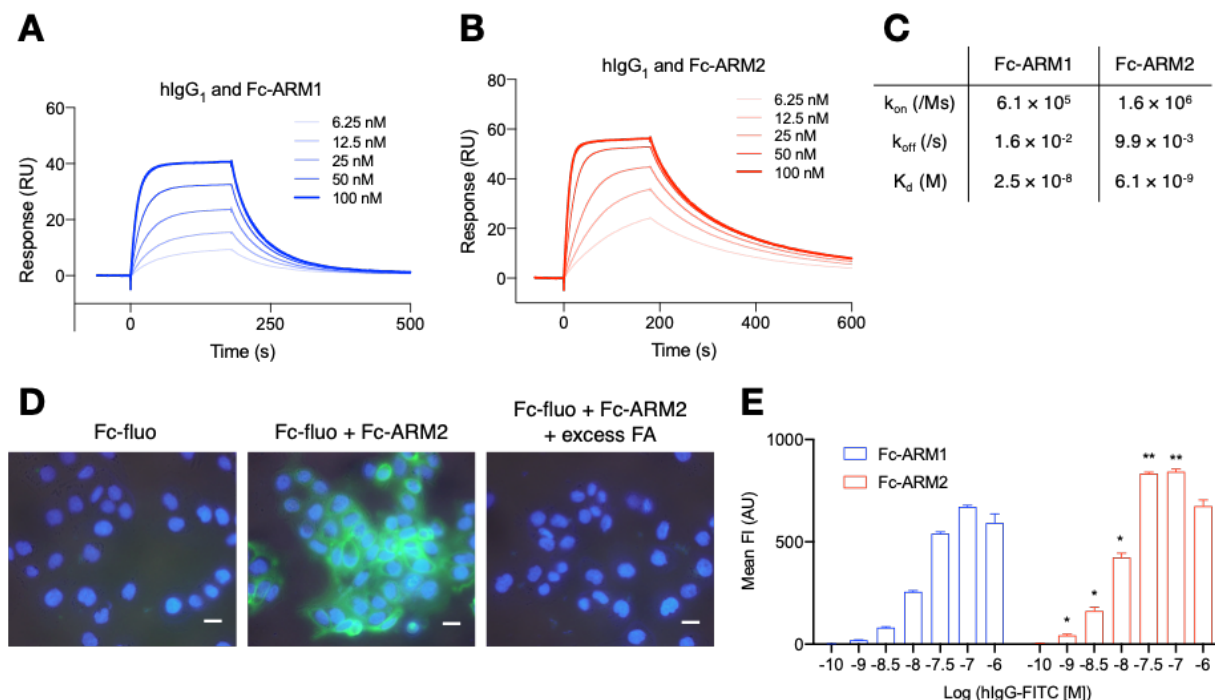 A
hIgG₁ and Fc-ARM1
Response (RU)
60
40
20
0
0
250
500
Time (s)
6.25 nM
12.5 nM
25 nM
50 nM
100 nM
B
hIgG₁ and Fc-ARM2
Response (RU)
80
60
40
20
0
0
200
400
600
Time (s)
6.25 nM
12.5 nM
25 nM
50 nM
100 nM
C
Fc-ARM1 Fc-ARM2
kon (/Ms) 6.1 × 10⁵ 1.6 × 10⁶
koff (/s) 1.6 × 10⁻² 9.9 × 10⁻³
Kd (M) 2.5 × 10⁻⁸ 6.1 × 10⁻⁹
D
Fc-fluo
Fc-fluo + Fc-ARM2
Fc-fluo + Fc-ARM2
+ excess FA
E
Mean FI (AU)
1000
500
0
Fc-ARM1
Fc-ARM2
* * * ** **
-10 -9 -8.5 -8 -7.5 -7 -6 -10 -9 -8.5 -8 -7.5 -7 -6
Log (hIgG-FITC [M])